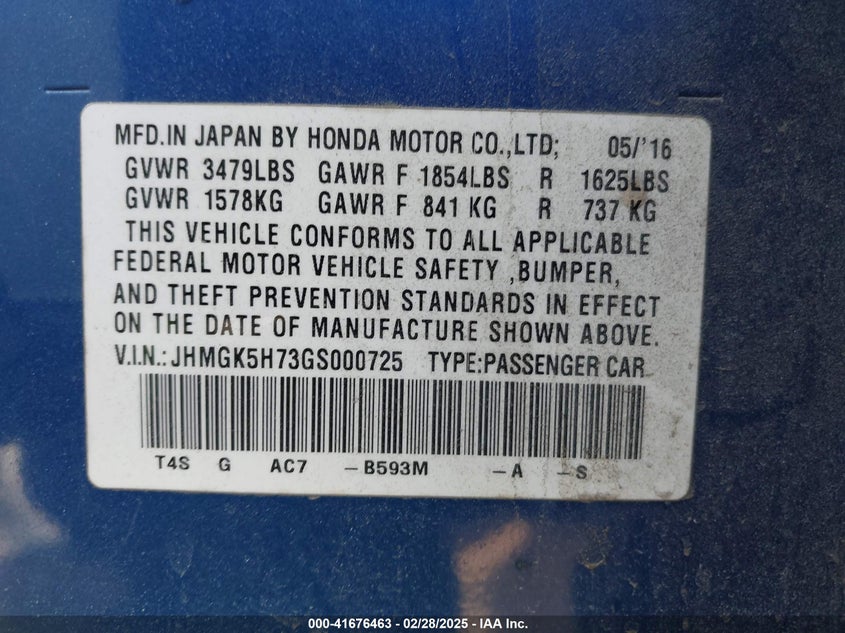 MFD.IN JAPAN BY HONDA MOTOR CO.,LTD; 05/'16
GVWR 3479LBS GAWR F 1854LBS R 1625LBS
GVWR 1578KG GAWR F 841 KG R 737 KG
THIS VEHICLE CONFORMS TO ALL APPLICABLE
FEDERAL MOTOR VEHICLE SAFETY ,BUMPER,
AND THEFT PREVENTION STANDARDS IN EFFECT
ON THE DATE OF MANUFACTURE SHOWN ABOVE.
V.I.N.: JHMGK5H73GS000725 TYPE:PASSENGER CAR
T4S G AC7 -B593M -A -S
000-41676463 - 02/28/2025 - IAA Inc.